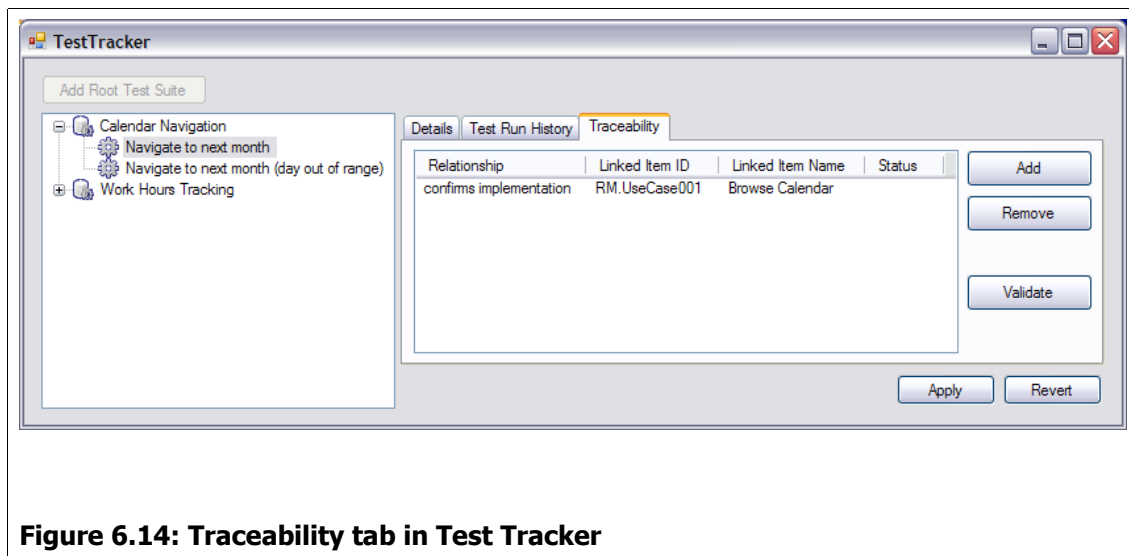 TestTracker
Add Root Test Suite
Calendar Navigation
Navigate to next month
Navigate to next month (day out of range)
Work Hours Tracking
Details Test Run History Traceability
Relationship Linked Item ID Linked Item Name Status
confirms implementation RM.UseCase001 Browse Calendar
Add
Remove
Validate
Apply Revert
Figure 6.14: Traceability tab in Test Tracker